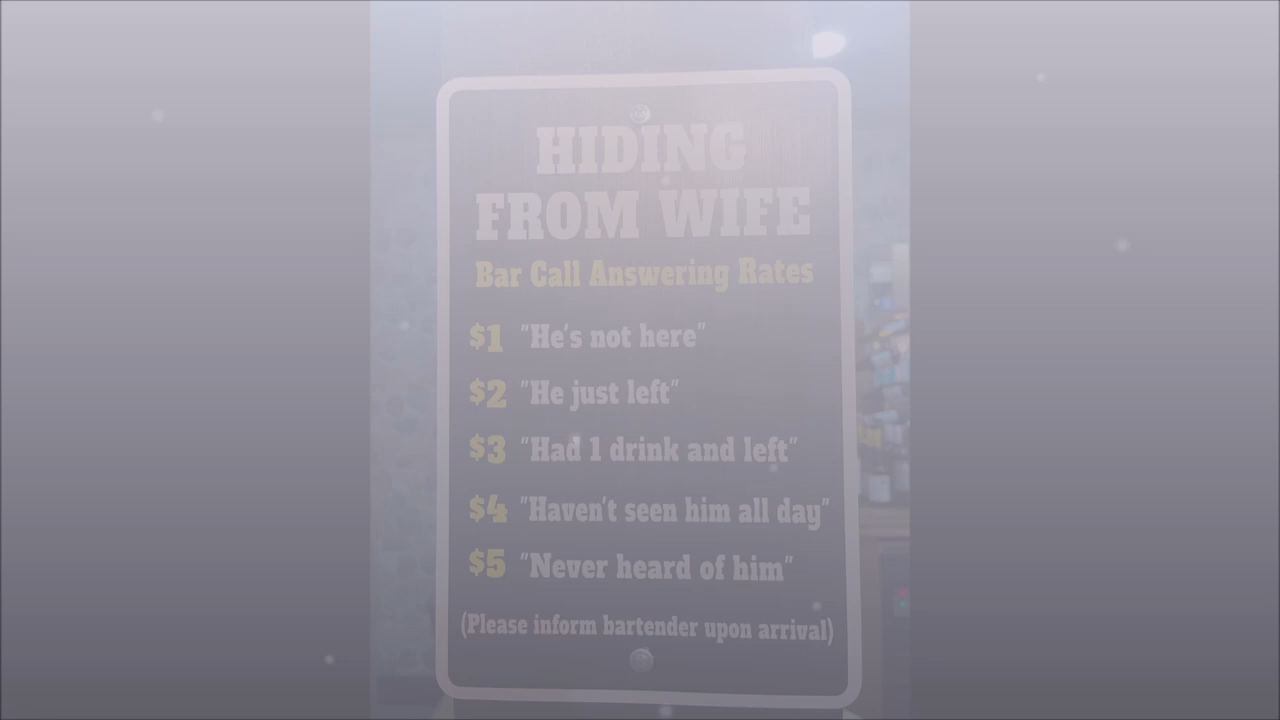 HIDING
FROM WIFE
Bar Call Answering Rates
$1 "He's not here"
$2 "He just left"
$3 "Had 1 drink and left"
$4 "Haven't seen him all day"
$5 "Never heard of him"
(Please inform bartender upon arrival)